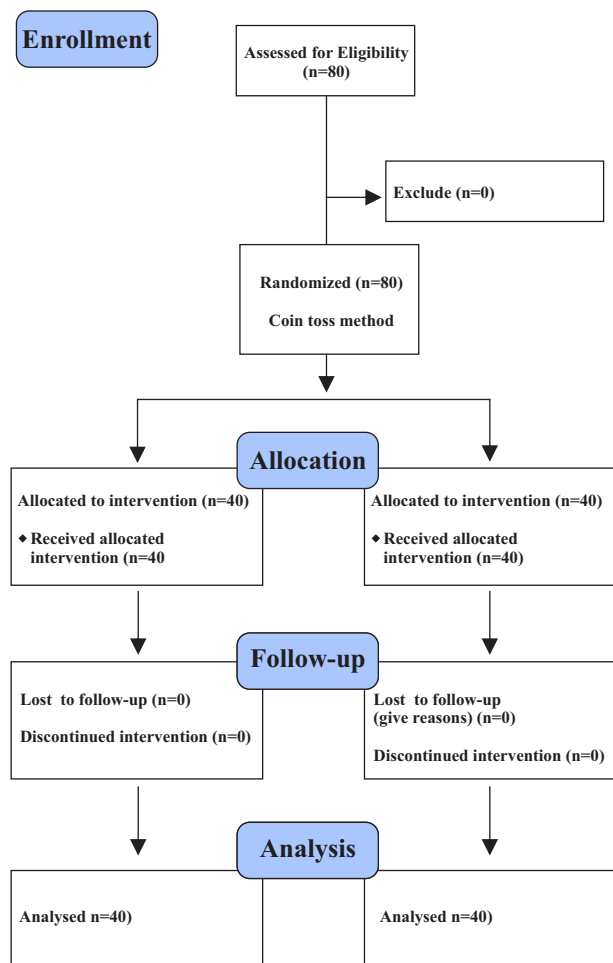 Enrollment
Assessed for Eligibility
(n=80)
Exclude (n=0)
Randomized (n=80)
Coin toss method
Allocation
Allocated to intervention (n=40)
◆ Received allocated
intervention (n=40
Allocated to intervention (n=40)
◆ Received allocated
intervention (n=40)
Follow-up
Lost to follow-up (n=0)
Discontinued intervention (n=0)
Lost to follow-up
(give reasons) (n=0)
Discontinued intervention (n=0)
Analysis
Analysed n=40)
Analysed n=40)